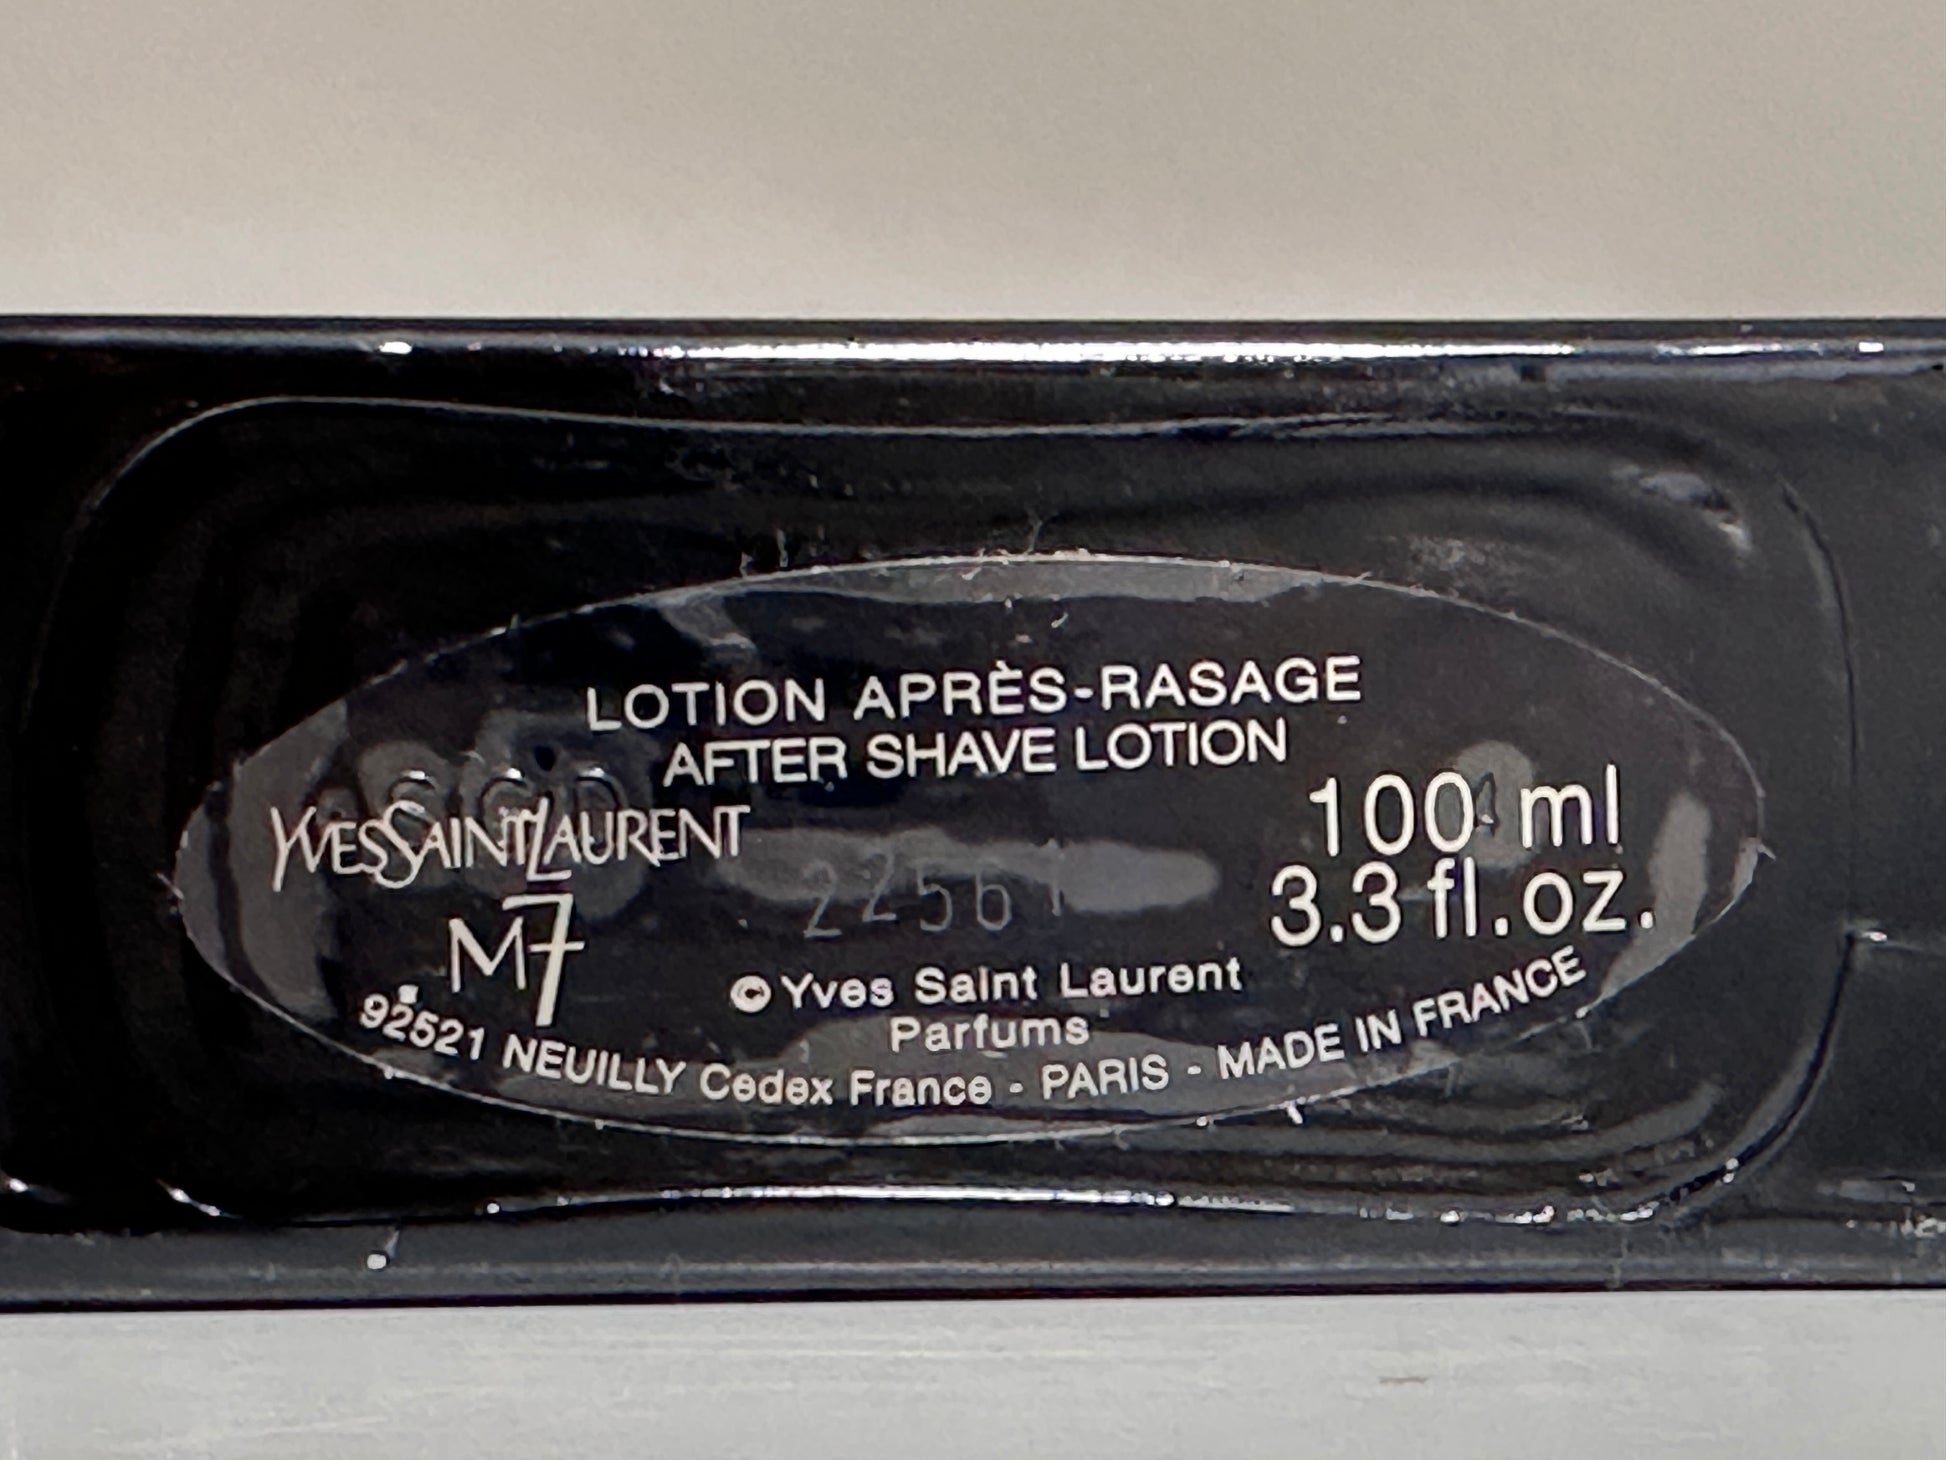 LOTION APRÈS-RASAGE
AFTER SHAVE LOTION
YVESSAINTLAURENT
M7
100 ml
3.3 fl.oz.
© Yves Saint Laurent
Parfums
92521 NEUILLY Cedex France - PARIS - MADE IN FRANCE